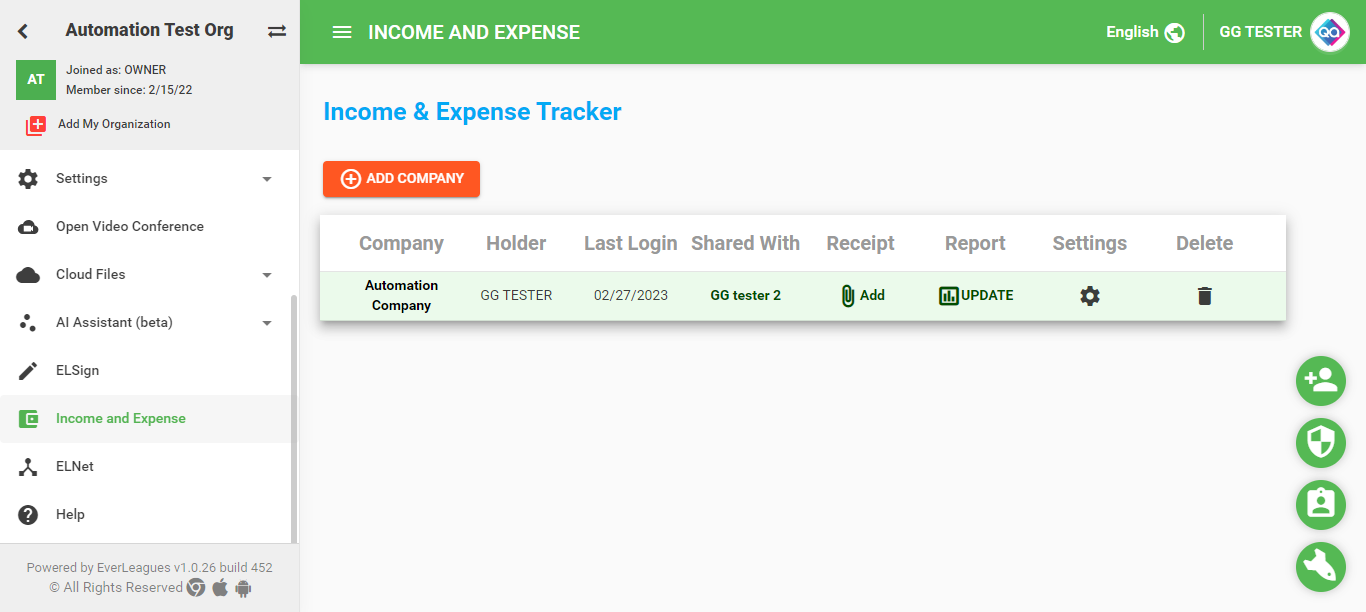 Automation Test Org
AT
Joined as: OWNER
Member since: 2/15/22
Add My Organization
Settings
Open Video Conference
Cloud Files
AI Assistant (beta)
ELSign
Income and Expense
ELNet
Help
Powered by EverLeagues v1.0.26 build 452
© All Rights Reserved
INCOME AND EXPENSE
English
GG TESTER
QA
Income & Expense Tracker
ADD COMPANY
Company Holder Last Login Shared With Receipt Report Settings Delete
Automation
Company
GG TESTER 02/27/2023 GG tester 2 Add UPDATE